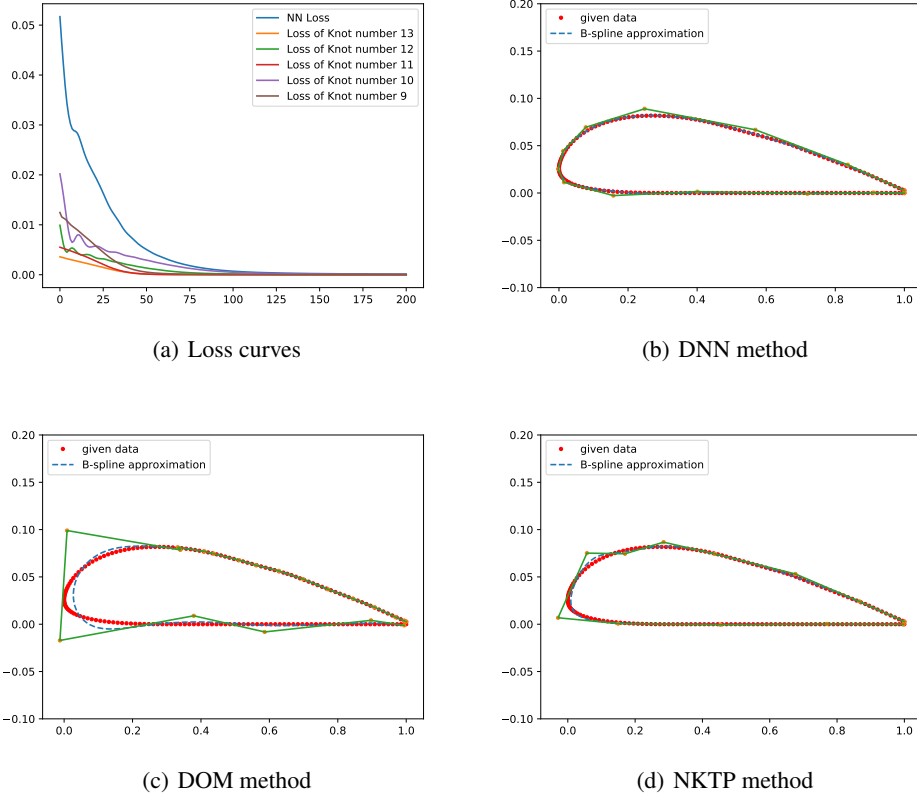 0.05
0.04
0.03
0.02
0.01
0.00
0 25 50 75 100 125 150 175 200
NN Loss
Loss of Knot number 13
Loss of Knot number 12
Loss of Knot number 11
Loss of Knot number 10
Loss of Knot number 9
(a) Loss curves
0.20
0.15
0.10
0.05
0.00
−0.05
−0.10
0.0 0.2 0.4 0.6 0.8 1.0
given data
B-spline approximation
(b) DNN method
0.20
0.15
0.10
0.05
0.00
−0.05
−0.10
0.0 0.2 0.4 0.6 0.8 1.0
given data
B-spline approximation
(c) DOM method
0.20
0.15
0.10
0.05
0.00
−0.05
−0.10
0.0 0.2 0.4 0.6 0.8 1.0
given data
B-spline approximation
(d) NKTP method